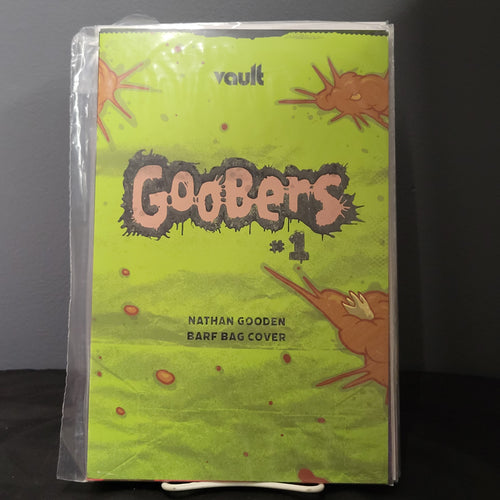 vault
GooBers
#1
NATHAN GOODEN
BARF BAG COVER